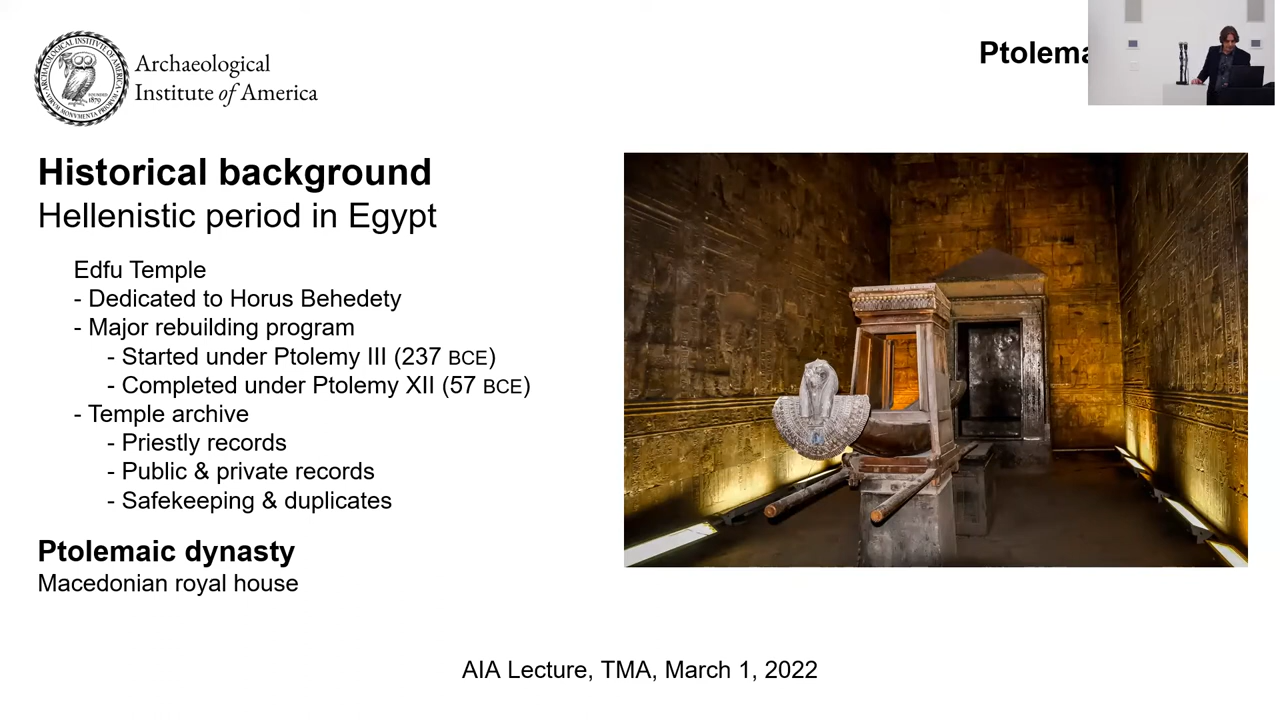 Archaeological
Institute of America
Historical background
Hellenistic period in Egypt
Edfu Temple
- Dedicated to Horus Behedety
- Major rebuilding program
- Started under Ptolemy III (237 BCE)
- Completed under Ptolemy XII (57 BCE)
- Temple archive
- Priestly records
- Public & private records
- Safekeeping & duplicates
Ptolemaic dynasty
Macedonian royal house
AIA Lecture, TMA, March 1, 2022